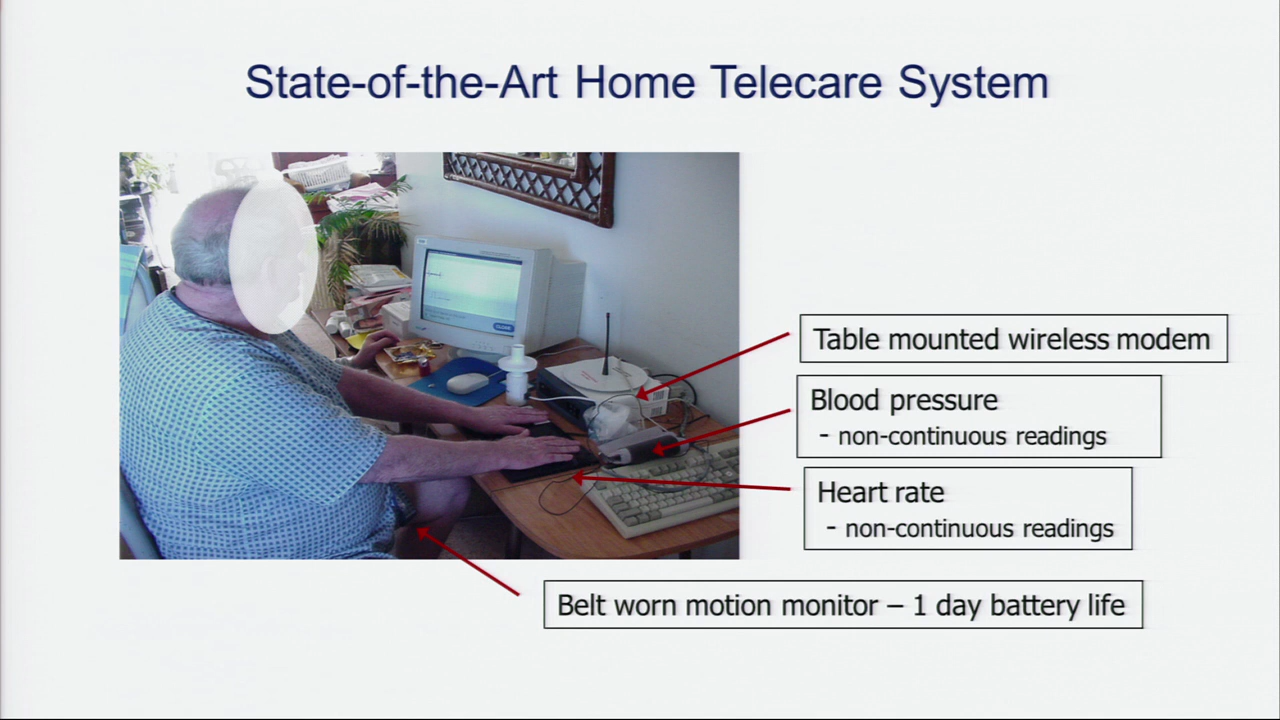 State-of-the-Art Home Telecare System
Table mounted wireless modem
Blood pressure
- non-continuous readings
Heart rate
- non-continuous readings
Belt worn motion monitor – 1 day battery life
CLOSE